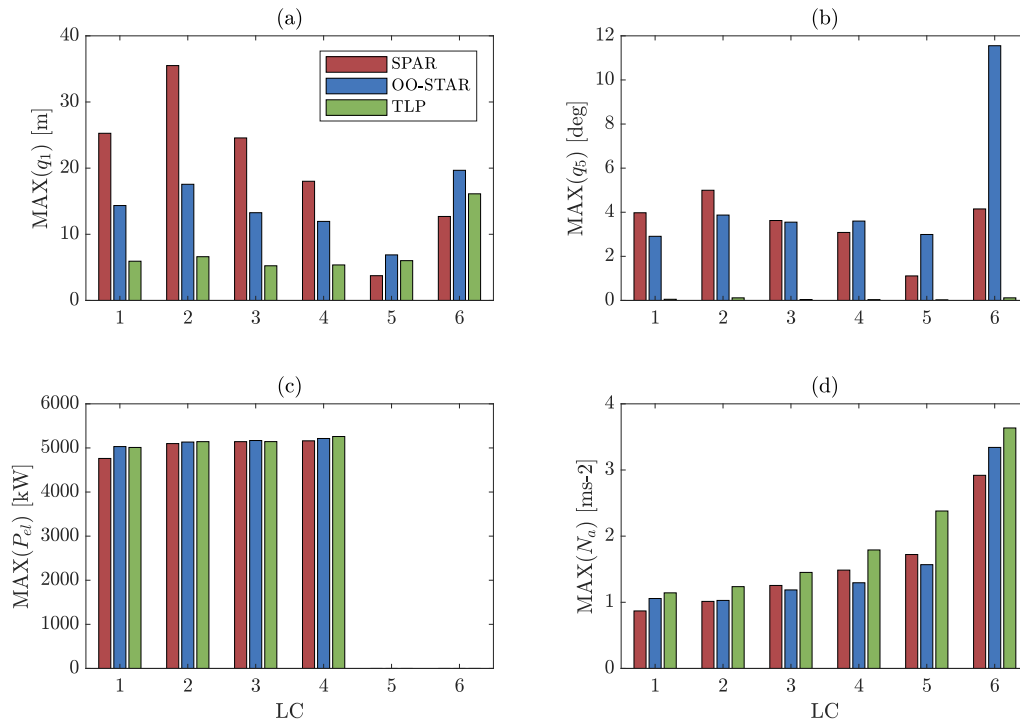 (a)
MAX(q1) [m]
40
30
20
10
0
SPAR
OO-STAR
TLP
1 2 3 4 5 6
(b)
MAX(q5) [deg]
12
10
8
6
4
2
0
1 2 3 4 5 6
(c)
MAX(Pel) [kW]
6000
5000
4000
3000
2000
1000
0
1 2 3 4 5 6
LC
(d)
MAX(Na) [ms-2]
4
3
2
1
0
1 2 3 4 5 6
LC